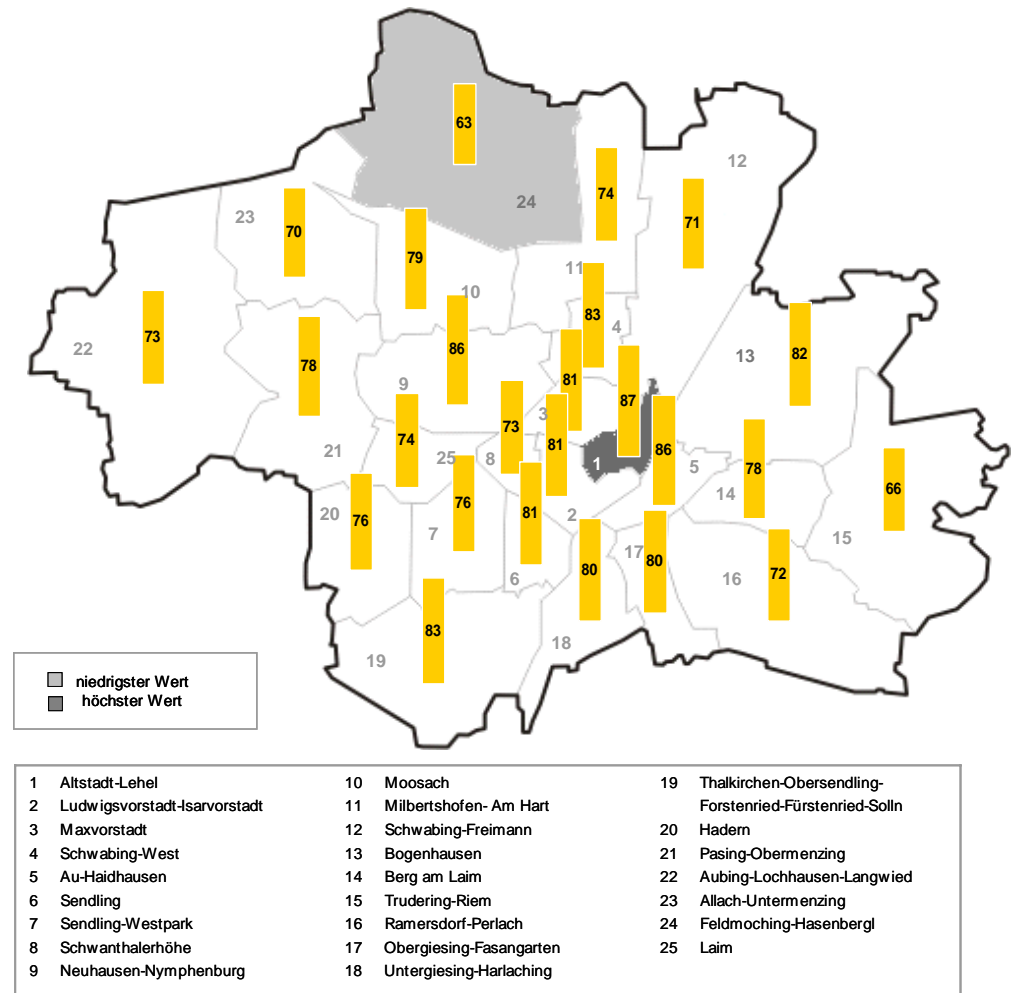 63
12
24
74
23
70
71
79
11
10
83
4
73
22
86
13
82
78
81
87
9
3
74
73
81
86
21
25
8
1
5
78
66
20
76
76
7
81
2
14
15
80
17
80
6
16
72
83
18
19
niedrigster Wert
höchster Wert
1 Altstadt-Lehel
2 Ludwigsvorstadt-Isarvorstadt
3 Maxvorstadt
4 Schwabing-West
5 Au-Haidhausen
6 Sendling
7 Sendling-Westpark
8 Schwanthalerhöhe
9 Neuhausen-Nymphenburg
10 Moosach
11 Milbertshofen- Am Hart
12 Schwabing-Freimann
13 Bogenhausen
14 Berg am Laim
15 Trudering-Riem
16 Ramersdorf-Perlach
17 Obergiesing-Fasangarten
18 Untergiesing-Harlaching
19 Thalkirchen-Obersendling-
Forstenried-Fürstenried-Solln
20 Hadern
21 Pasing-Obermenzing
22 Aubing-Lochhausen-Langwied
23 Allach-Untermenzing
24 Feldmoching-Hasenbergl
25 Laim